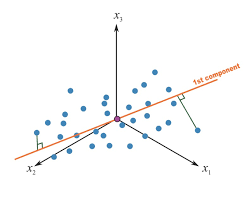 x₃
1st component
x₂
x₁